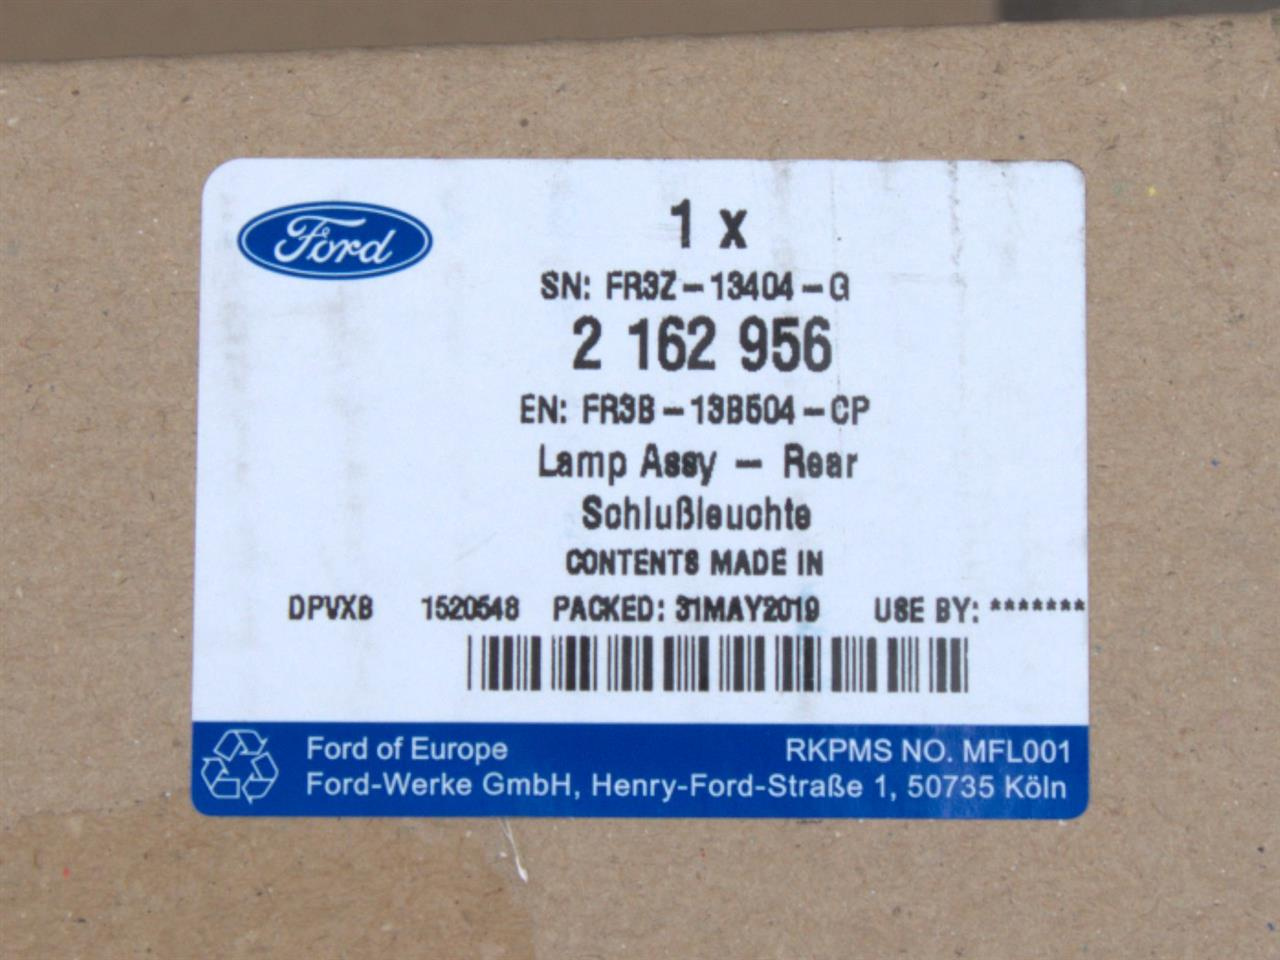 Ford
1 x
SN: FR3Z-13404-G
2 162 956
EN: FR3B-13B504-CP
Lamp Assy - Rear
Schlußleuchte
CONTENTS MADE IN
DPVXB 1520548 PACKED: 31MAY2019 USE BY: *******
Ford of Europe RKPMS NO. MFL001
Ford-Werke GmbH, Henry-Ford-Straße 1, 50735 Köln